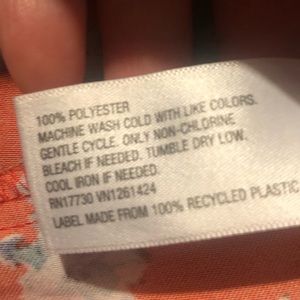 100% POLYESTER
MACHINE WASH COLD WITH LIKE COLORS.
GENTLE CYCLE. ONLY NON-CHLORINE
BLEACH IF NEEDED. TUMBLE DRY LOW.
COOL IRON IF NEEDED.
RN17730 VN1261424
LABEL MADE FROM 100% RECYCLED PLASTIC